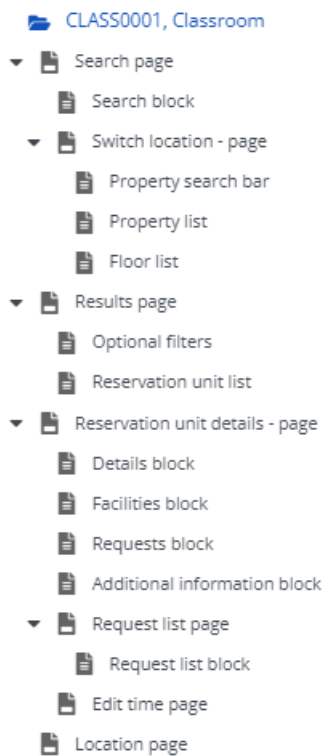 CLASS0001, Classroom
Search page
Search block
Switch location - page
Property search bar
Property list
Floor list
Results page
Optional filters
Reservation unit list
Reservation unit details - page
Details block
Facilities block
Requests block
Additional information block
Request list page
Request list block
Edit time page
Location page